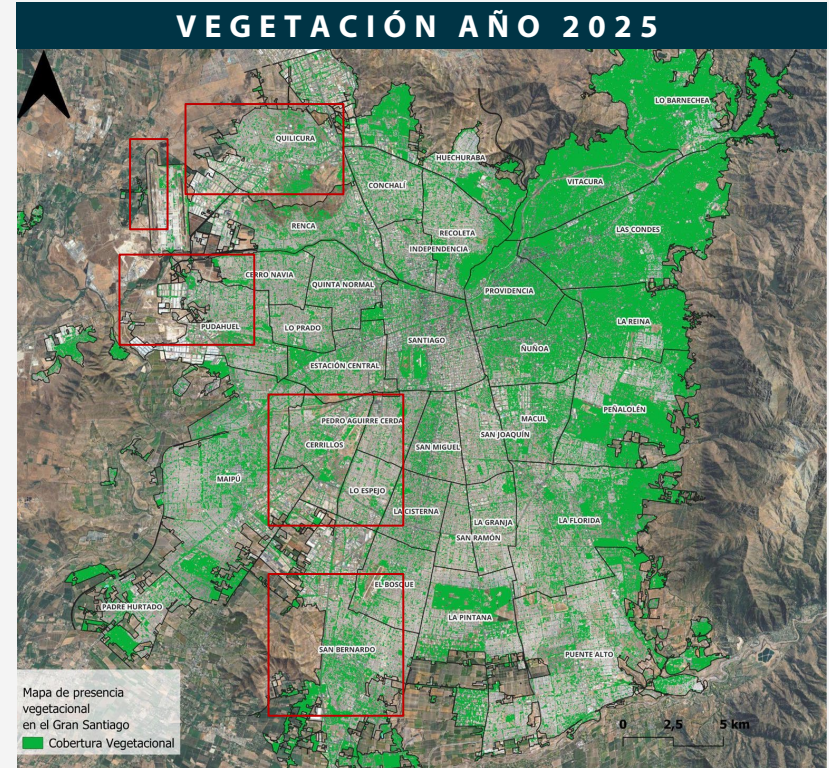 VEGETACIÓN AÑO 2025
LO BARNECHEA
QUILICURA
HUECHURABA
CONCHALÍ
VITACURA
RENCA
RECOLETA
LAS CONDES
INDEPENDENCIA
CERRO NAVIA
QUINTA NORMAL
PROVIDENCIA
PUDAHUEL
LO PRADO
LA REINA
SANTIAGO
ÑUÑOA
ESTACIÓN CENTRAL
PEÑALOLÉN
PEDRO AGUIRRE CERDA
MACUL
CERRILLOS
SAN MIGUEL
SAN JOAQUÍN
MAIPÚ
LO ESPEJO
LA CISTERNA
LA GRANJA
LA FLORIDA
SAN RAMÓN
EL BOSQUE
PADRE HURTADO
LA PINTANA
SAN BERNARDO
PUENTE ALTO
Mapa de presencia
vegetacional
en el Gran Santiago
Cobertura Vegetacional
0 2,5 5 km